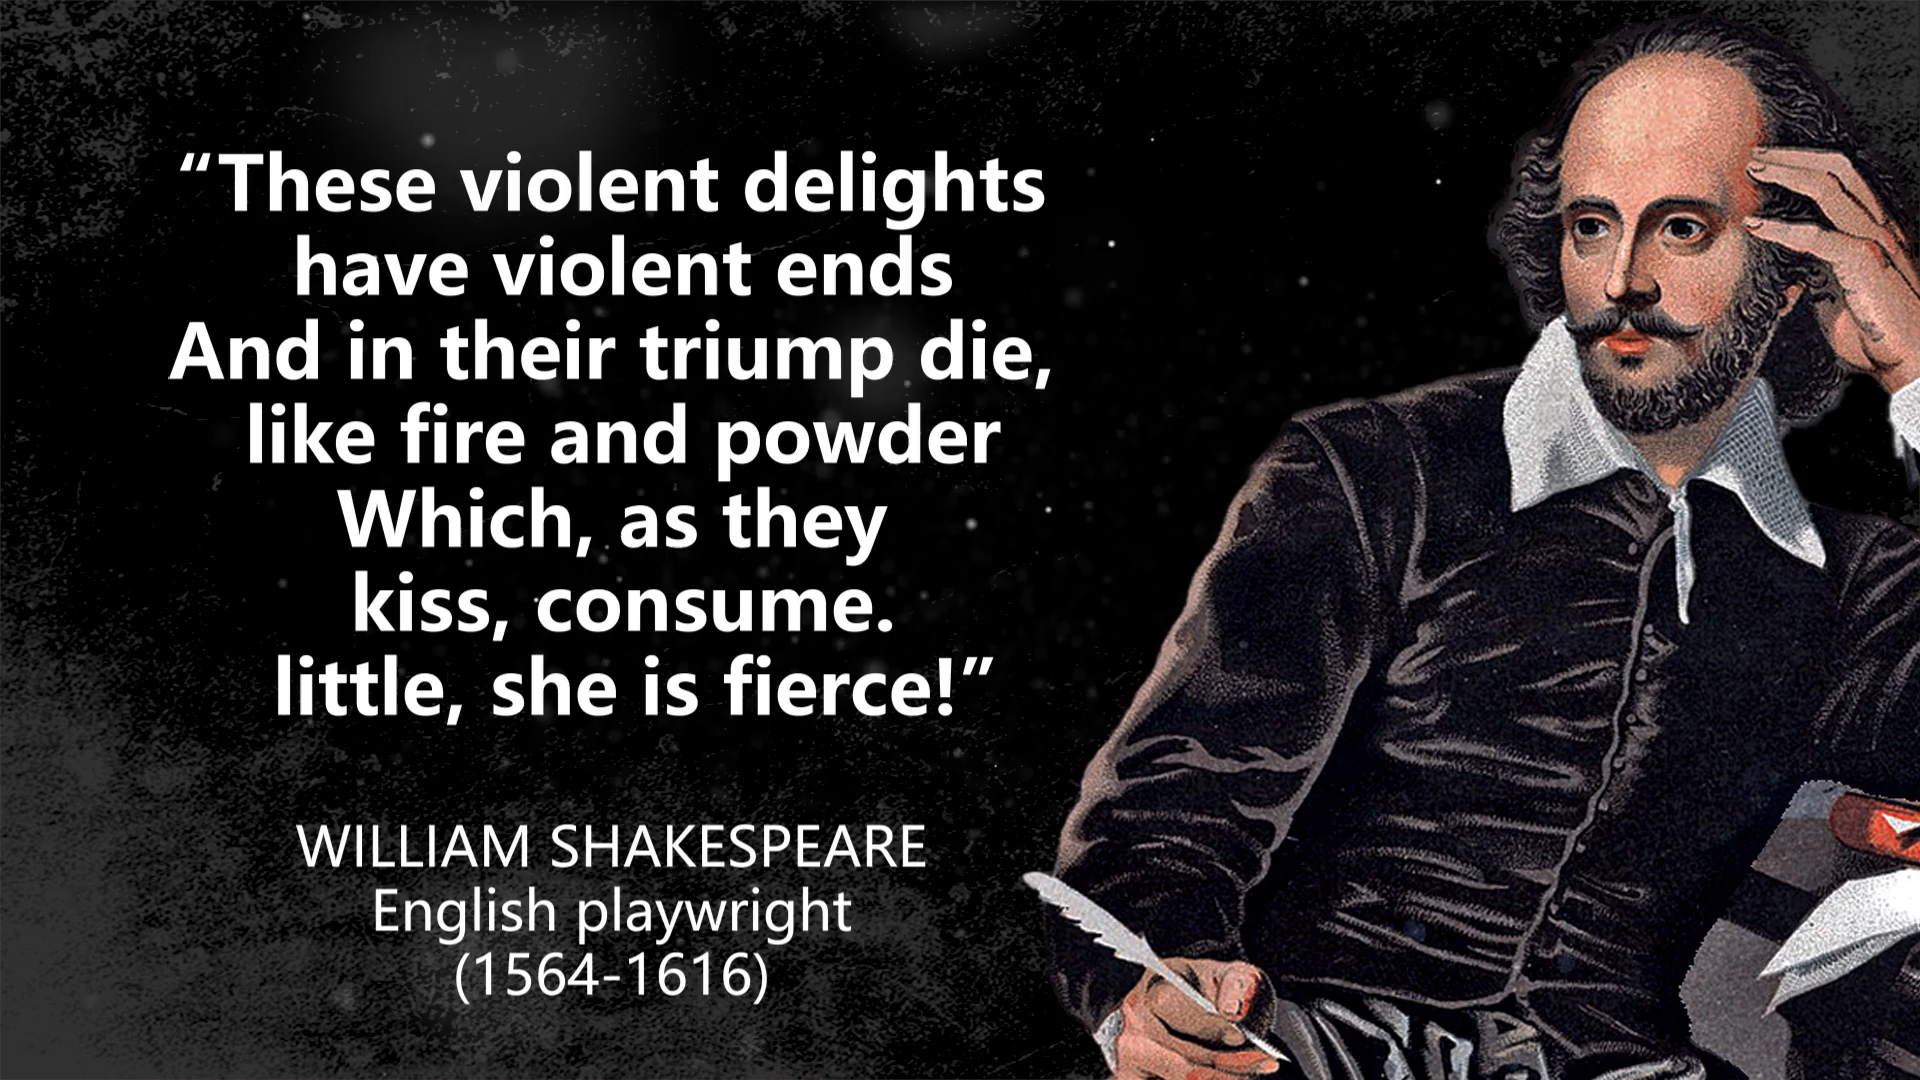 “These violent delights
have violent ends
And in their triump die,
like fire and powder
Which, as they
kiss, consume.
little, she is fierce!”
WILLIAM SHAKESPEARE
English playwright
(1564-1616)